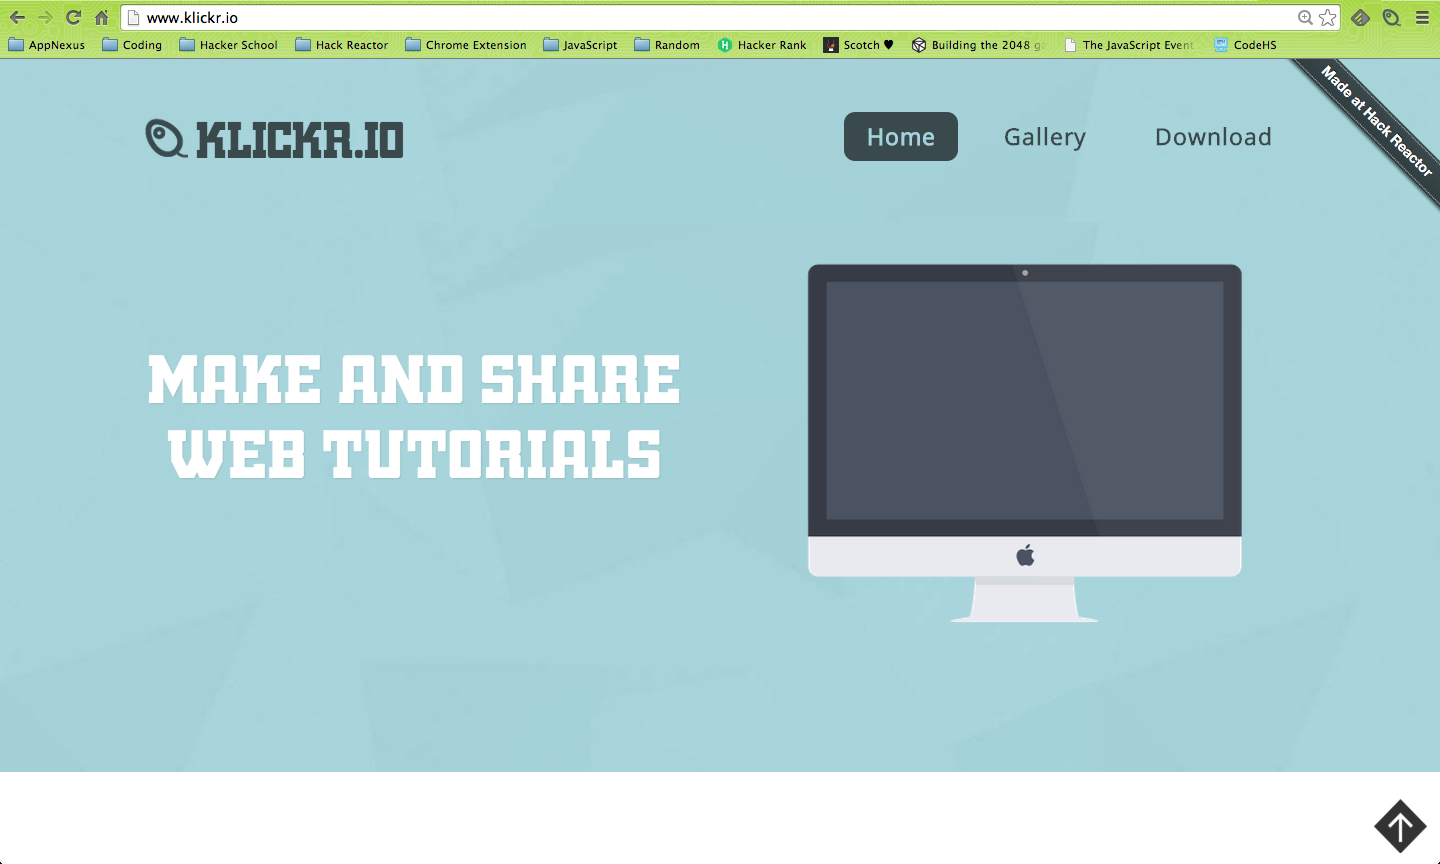 www.klickr.io
AppNexus Coding Hacker School Hack Reactor Chrome Extension JavaScript Random Hacker Rank Scotch ♥ Building the 2048 ga The JavaScript Event CodeHS
Made at Hack Reactor
KLICKR.IO
Home Gallery Download
MAKE AND SHARE
WEB TUTORIALS